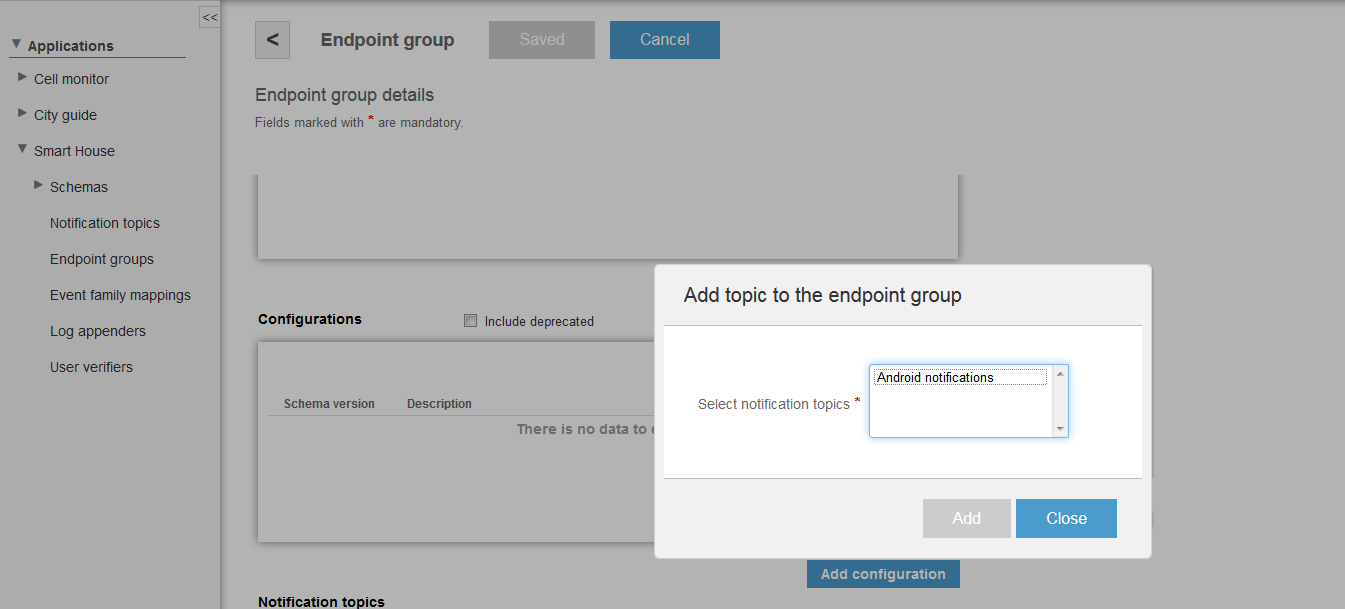 <<
Applications
Cell monitor
City guide
Smart House
Schemas
Notification topics
Endpoint groups
Event family mappings
Log appenders
User verifiers
< Endpoint group Saved Cancel
Endpoint group details
Fields marked with * are mandatory.
Configurations Include deprecated
Schema version Description
There is no data to
Add configuration
Notification topics
Add topic to the endpoint group
Select notification topics *
Android notifications
Add Close